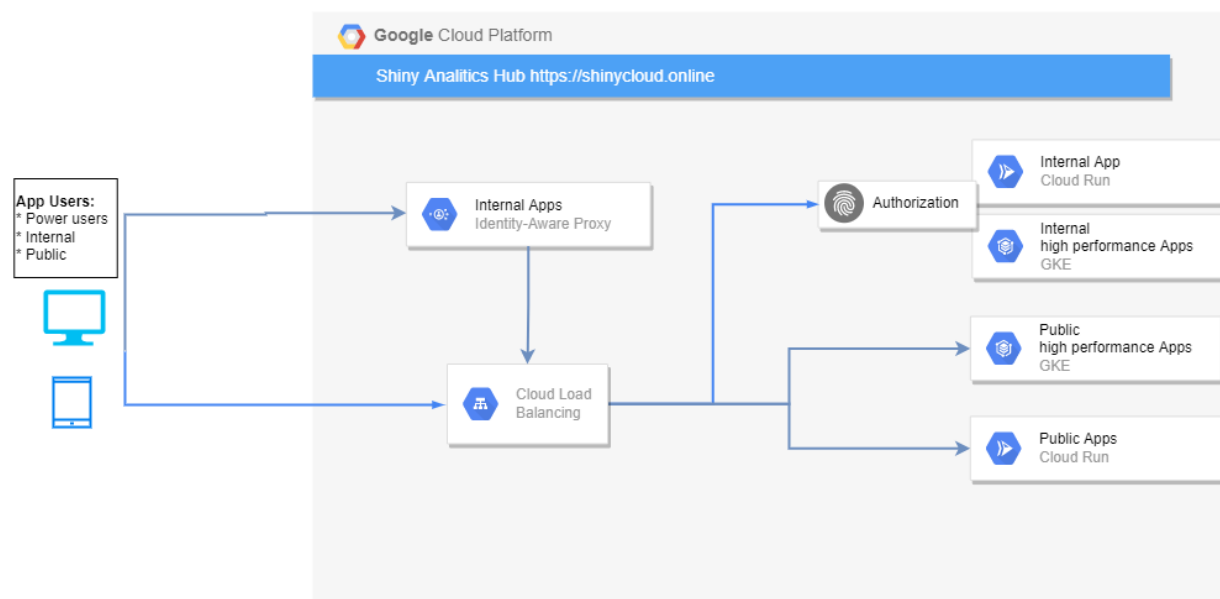 Google Cloud Platform
Shiny Analitics Hub https://shinycloud.online
App Users:
* Power users
* Internal
* Public
Internal Apps
Identity-Aware Proxy
Cloud Load
Balancing
Authorization
Internal App
Cloud Run
Internal
high performance Apps
GKE
Public
high performance Apps
GKE
Public Apps
Cloud Run